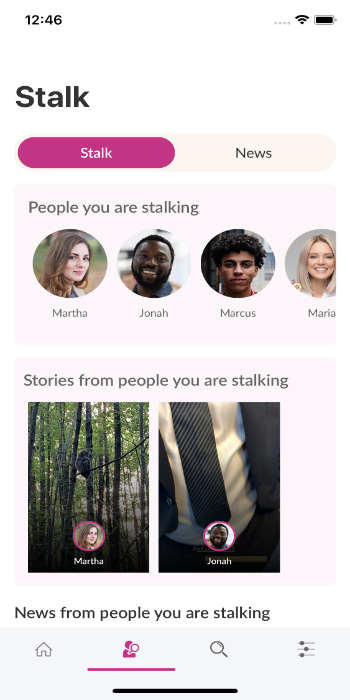 12:46
Stalk
Stalk
News
People you are stalking
Martha
Jonah
Marcus
Maria
Stories from people you are stalking
Martha
Jonah
News from people you are stalking